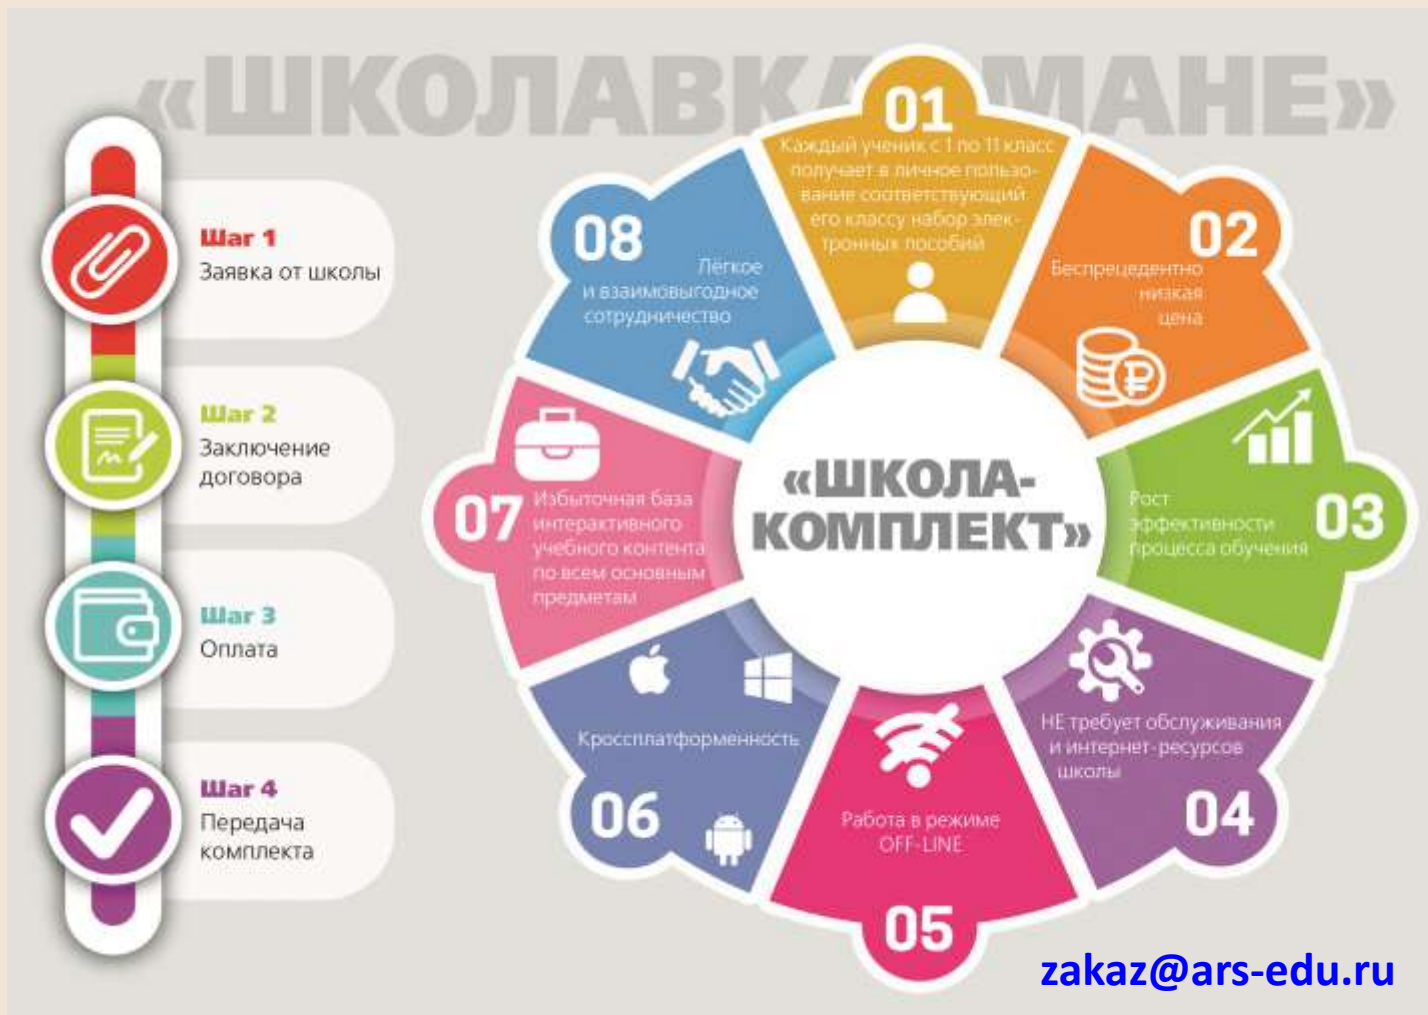 «ШКОЛАВКАРМАНЕ»
Шаг 1
Заявка от школы
Шаг 2
Заключение
договора
Шаг 3
Оплата
Шаг 4
Передача
комплекта
«ШКОЛА-
КОМПЛЕКТ»
01
Каждый ученик с 1 по 11 класс
получает в личное пользо-
вание соответствующий
его классу набор элек-
тронных пособий
02
Беспрецедентно
низкая
цена
03
Рост
эффективности
процесса обучения
НЕ требует обслуживания
и интернет-ресурсов
школы
04
Работа в режиме
OFF-LINE
05
Кроссплатформенность
06
07
Избыточная база
интерактивного
учебного контента
по всем основным
предметам
08
Лёгкое
и взаимовыгодное
сотрудничество
zakaz@ars-edu.ru